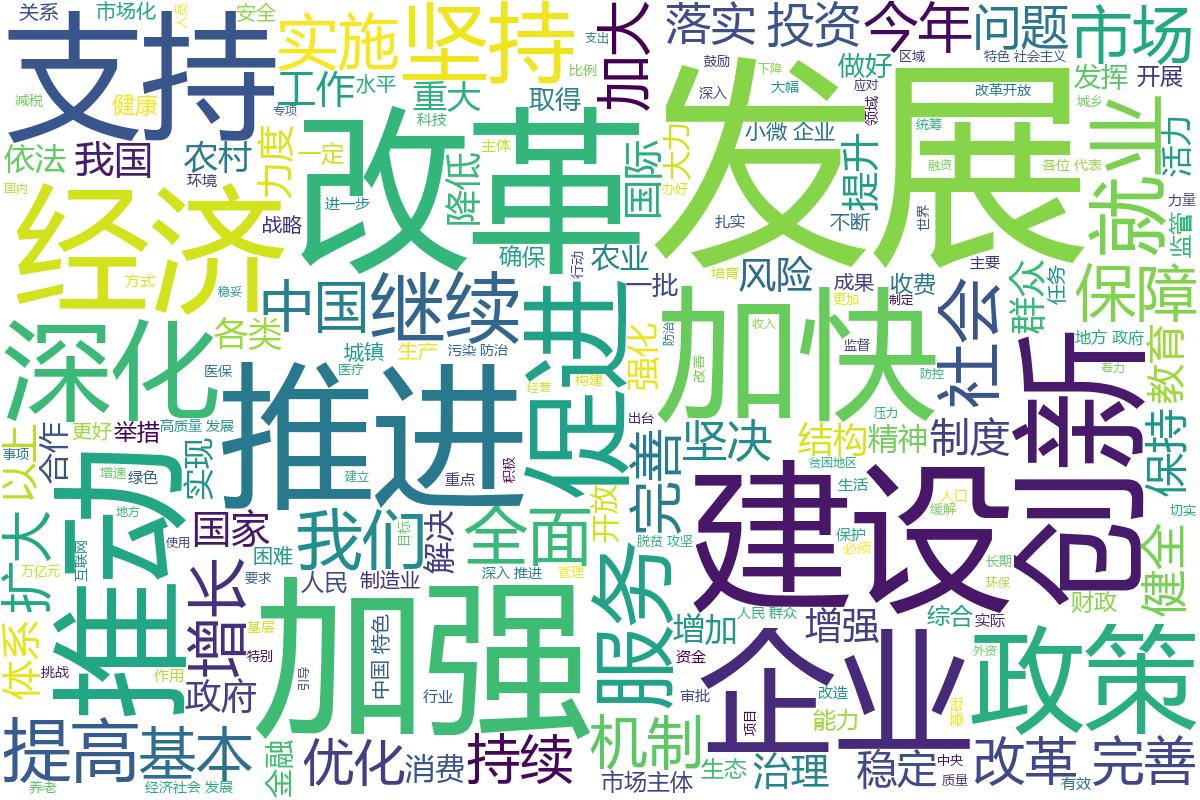 关系
市场化
人员
安全
支持
实施
坚持
支出
比例
加大
落实
投资
今年
问题
市场
减税
健康
专项
工作
水平
重大
科技
取得
鼓励
深入
下降
大幅
做好
应对
区域
领域
特色 社会主义
改革开放
发挥
开展
城乡
依法
我国
农村
环境
力度
一定
改革
主体
降低
国际
大力
办好
小微 企业
发展
提升
统筹
融资
各位 代表
就业
活力
国内
经济
战略
进一步
确保
农业
行动
扎实
不断
世界
监管
力量
方式
稳妥
中国
继续
促进
一批
培育
风险
成果
收费
主要
更加
制定
社会
群众
任务
保障
深化
各类
城镇
生产
污染 防治
医保
医疗
强化
防治
加快
收入
改善
监督
防控
地方 政府
着力
教育
创新
推进
经营
构建
出台
更好
举措
高质量 发展
压力
以上
合作
事项
增速
绿色
实现
建立
重点
积极
完善
坚决
结构
精神
制度
保持
贫困地区
生活
推动
地方
互联网
使用
国家
困难
我们
目标
解决
全面
开放
脱贫 攻坚
建设
保护
必须
人口
缓解
切实
长期
环保
健全
扩大
万亿元
增长
要求
人民
制造业
深入 推进
管理
服务
增加
人民 群众
增强
综合
实际
财政
体系
挑战
作用
政府
基层
特别
加强
引导
中国 特色
行业
资金
审批
企业
项目
改造
能力
基础
外资
政策
提高
基本
养老
经济社会 发展
金融
优化
消费
持续
机制
市场主体
生态
治理
稳定
中央
质量
改革 完善
有效